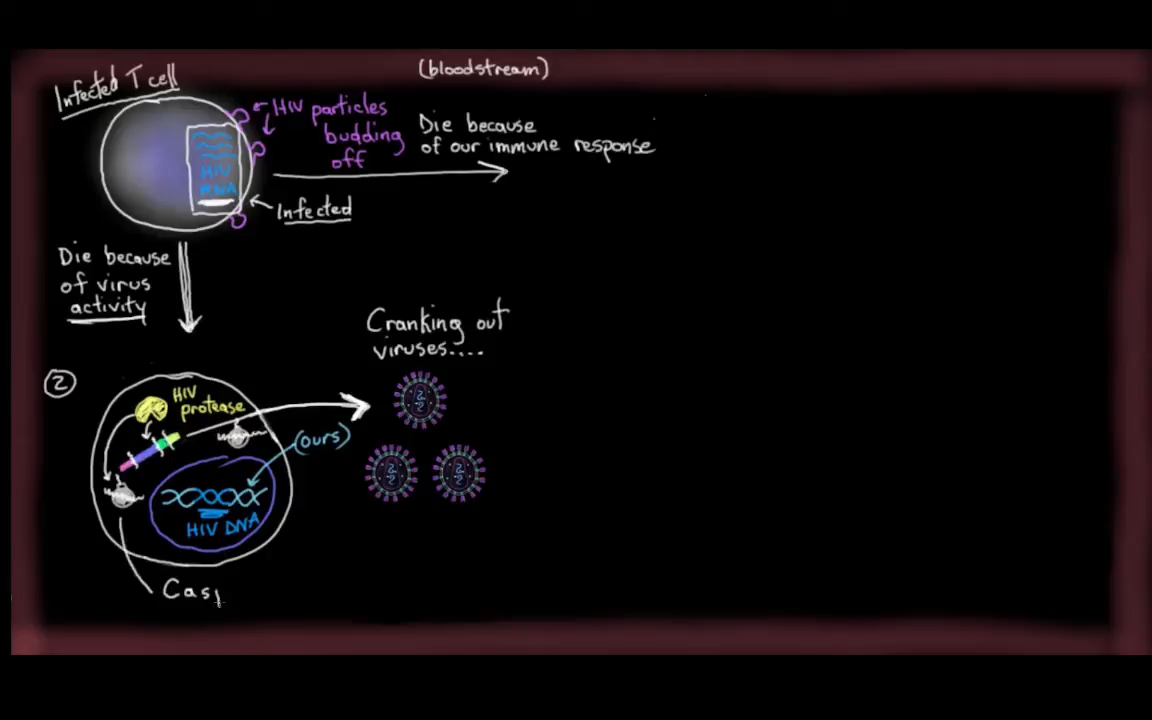 Infected T cell
(bloodstream)
HIV particles
budding
off
Die because
of our immune response
HIV
RNA
Infected
Die because
of virus
activity
Cranking out
viruses....
2
HIV
protease
(ours)
HIV DNA
Cas